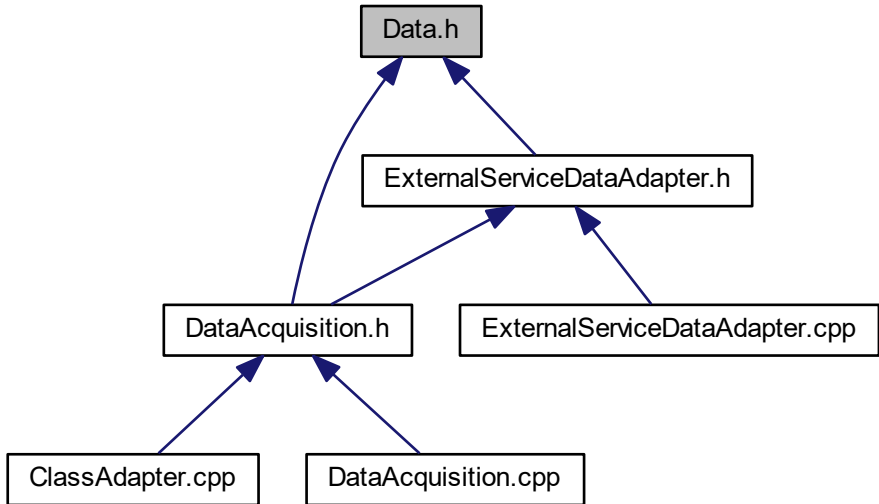 Data.h
ExternalServiceDataAdapter.h
DataAcquisition.h
ExternalServiceDataAdapter.cpp
ClassAdapter.cpp
DataAcquisition.cpp